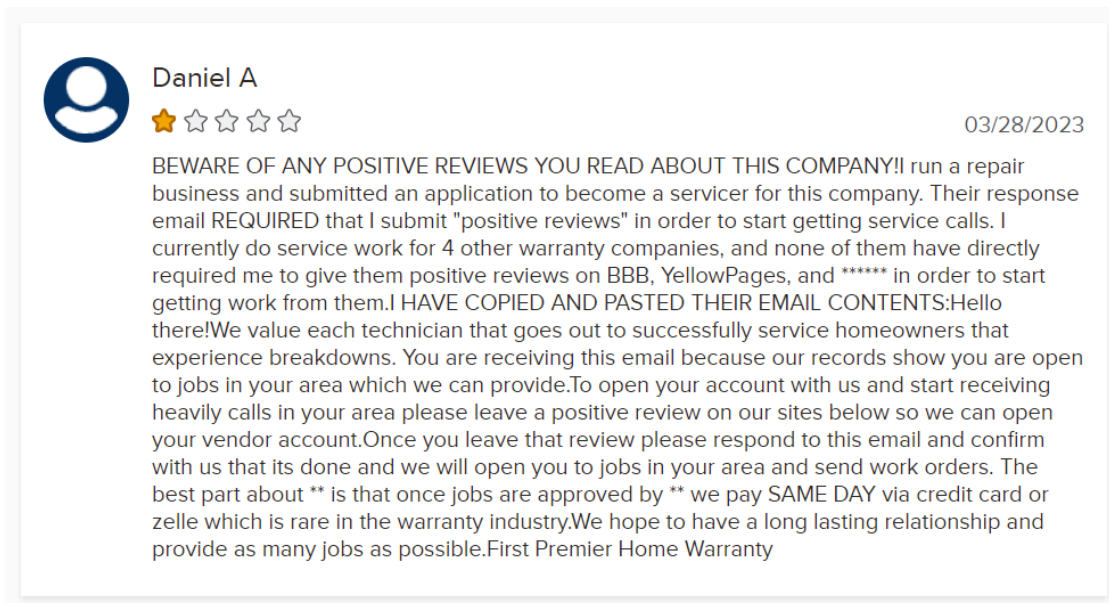 Daniel A
03/28/2023
BEWARE OF ANY POSITIVE REVIEWS YOU READ ABOUT THIS COMPANY!I run a repair
business and submitted an application to become a servicer for this company. Their response
email REQUIRED that I submit "positive reviews" in order to start getting service calls. I
currently do service work for 4 other warranty companies, and none of them have directly
required me to give them positive reviews on BBB, YellowPages, and ****** in order to start
getting work from them.I HAVE COPIED AND PASTED THEIR EMAIL CONTENTS:Hello
there!We value each technician that goes out to successfully service homeowners that
experience breakdowns. You are receiving this email because our records show you are open
to jobs in your area which we can provide.To open your account with us and start receiving
heavily calls in your area please leave a positive review on our sites below so we can open
your vendor account.Once you leave that review please respond to this email and confirm
with us that its done and we will open you to jobs in your area and send work orders. The
best part about ** is that once jobs are approved by ** we pay SAME DAY via credit card or
zelle which is rare in the warranty industry.We hope to have a long lasting relationship and
provide as many jobs as possible.First Premier Home Warranty